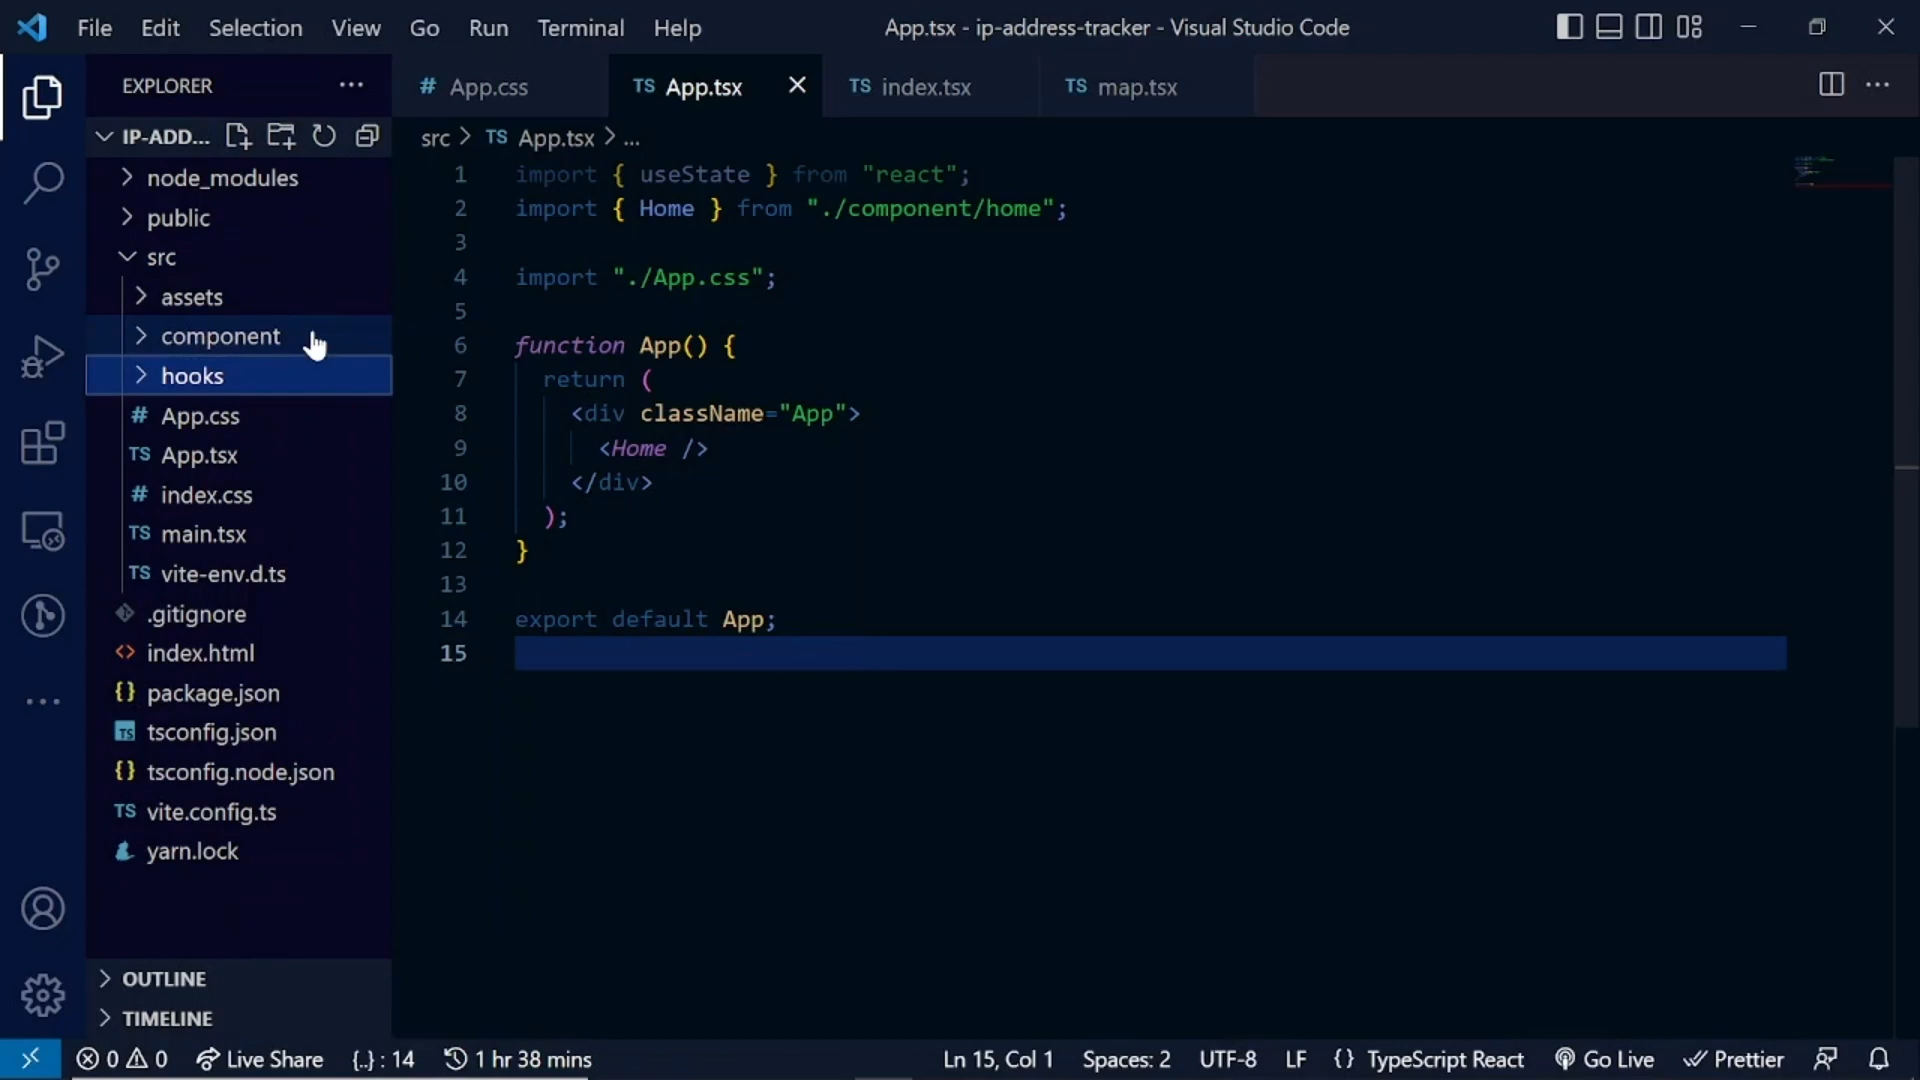 File Edit Selection View Go Run Terminal Help App.tsx - ip-address-tracker - Visual Studio Code
EXPLORER
IP-ADD...
node_modules
public
src
assets
component
hooks
# App.css
TS App.tsx
# index.css
TS main.tsx
TS vite-env.d.ts
.gitignore
<> index.html
{} package.json
TS tsconfig.json
{} tsconfig.node.json
TS vite.config.ts
yarn.lock
OUTLINE
TIMELINE
# App.css TS App.tsx TS index.tsx TS map.tsx
src > TS App.tsx > ...
1 import { useState } from "react";
2 import { Home } from "./component/home";
3
4 import "./App.css";
5
6 function App() {
7 return (
8 <div className="App">
9 <Home />
10 </div>
11 );
12 }
13
14 export default App;
15
0 0 Live Share {..} : 14 1 hr 38 mins Ln 15, Col 1 Spaces: 2 UTF-8 LF {} TypeScript React Go Live Prettier